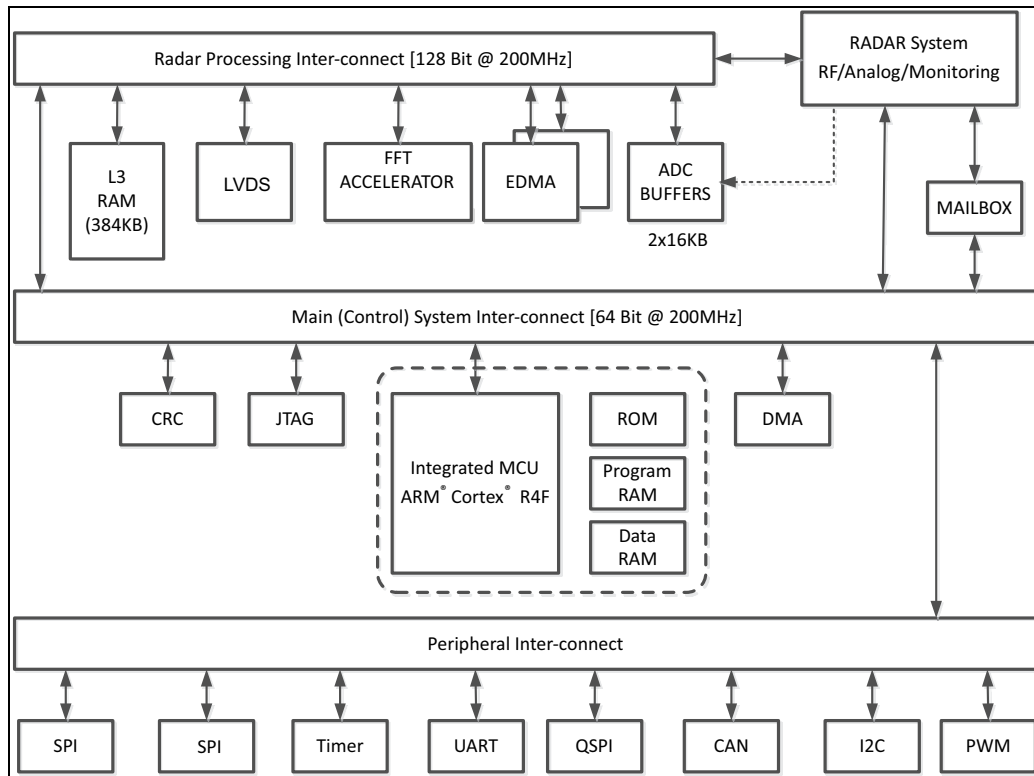 Radar Processing Inter-connect [128 Bit @ 200MHz]
RADAR System
RF/Analog/Monitoring
L3
RAM
(384KB)
LVDS
FFT
ACCELERATOR
EDMA
ADC
BUFFERS
2x16KB
MAILBOX
Main (Control) System Inter-connect [64 Bit @ 200MHz]
CRC
JTAG
Integrated MCU
ARM® Cortex® R4F
ROM
Program
RAM
Data
RAM
DMA
Peripheral Inter-connect
SPI
SPI
Timer
UART
QSPI
CAN
I2C
PWM